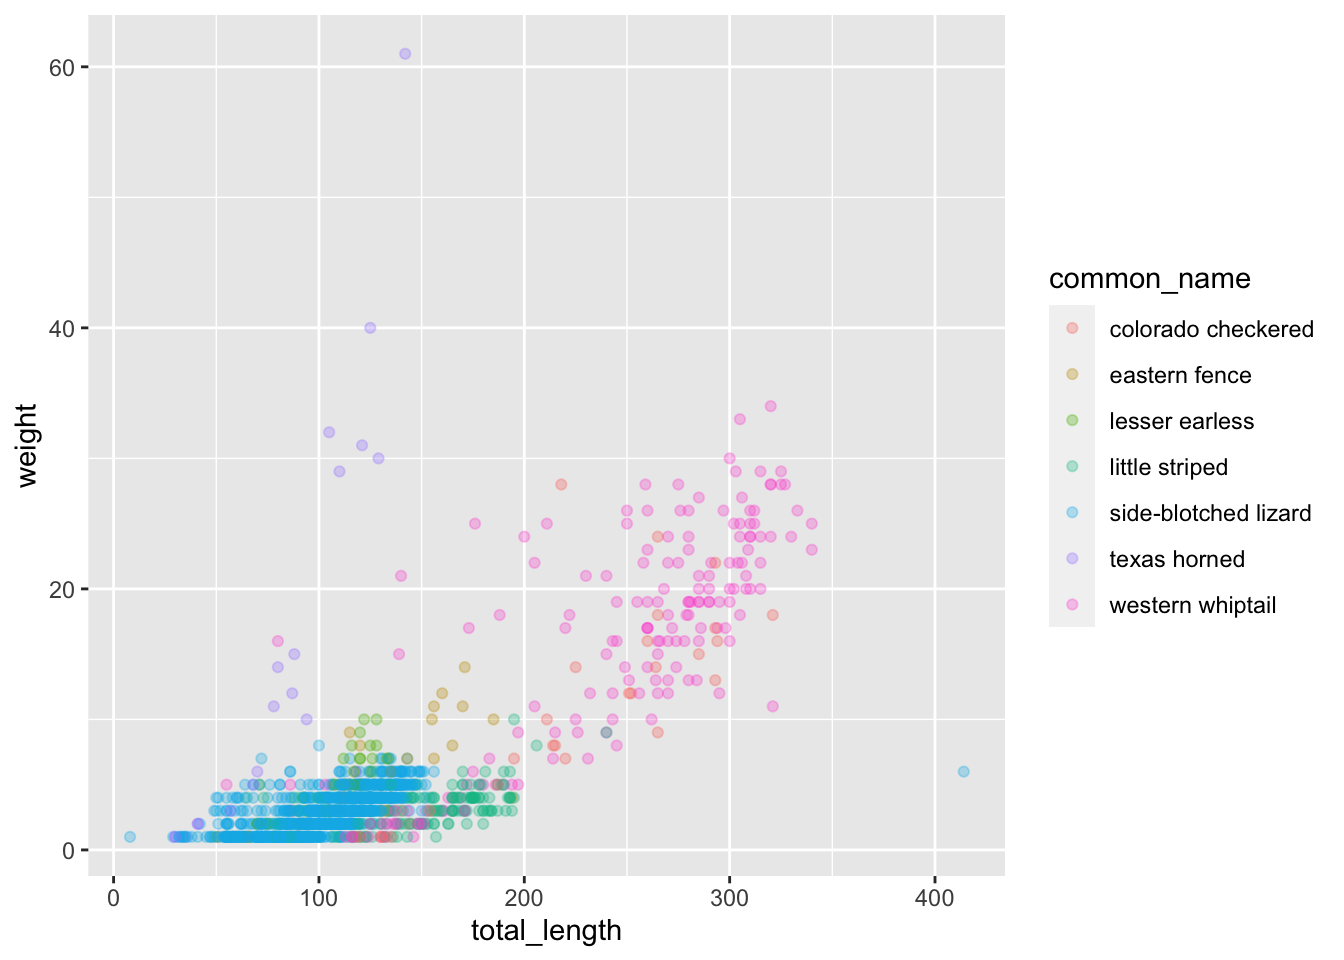 60
40
20
0
weight
0 100 200 300 400
total_length
common_name
colorado checkered
eastern fence
lesser earless
little striped
side-blotched lizard
texas horned
western whiptail